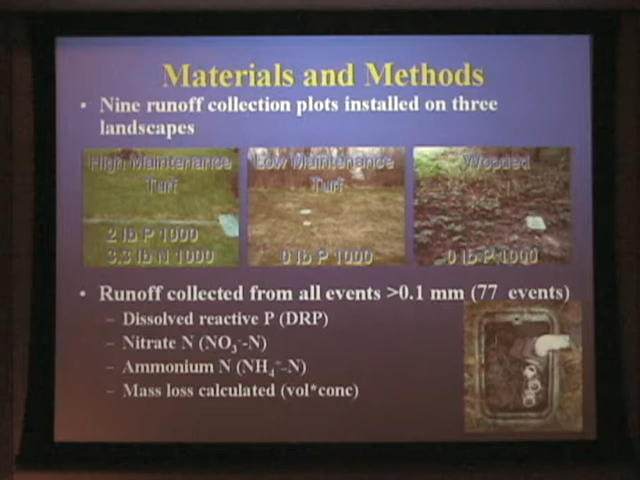 Materials and Methods
• Nine runoff collection plots installed on three
landscapes
High Maintenance
Turf
2 lb P 1000
3.3 lb N 1000
Low Maintenance
Turf
0 lb P 1000
Wooded
0 lb P 1000
• Runoff collected from all events >0.1 mm (77 events)
– Dissolved reactive P (DRP)
– Nitrate N (NO₃⁻-N)
– Ammonium N (NH₄⁺-N)
– Mass loss calculated (vol*conc)